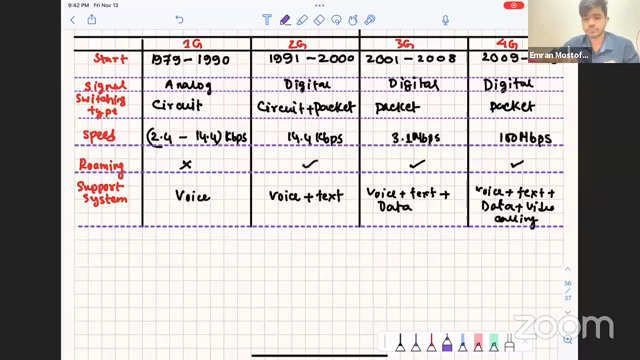 9:42 PM Fri Nov 12
1G 2G 3G 4G
Start 1979-1990 1991-2000 2001-2008 2009-
Signal Analog Digital Digital Digital
Switching type Circuit Circuit+packet packet packet
Speed (2.4 - 14.4) Kbps 14.4 Kbps 3.1 Mbps 100 Mbps
Roaming × ✓ ✓ ✓
Support System Voice Voice + text Voice + text + Data Voice + text + Data + Video calling
Emran Mostof...
36
/
37
zoom